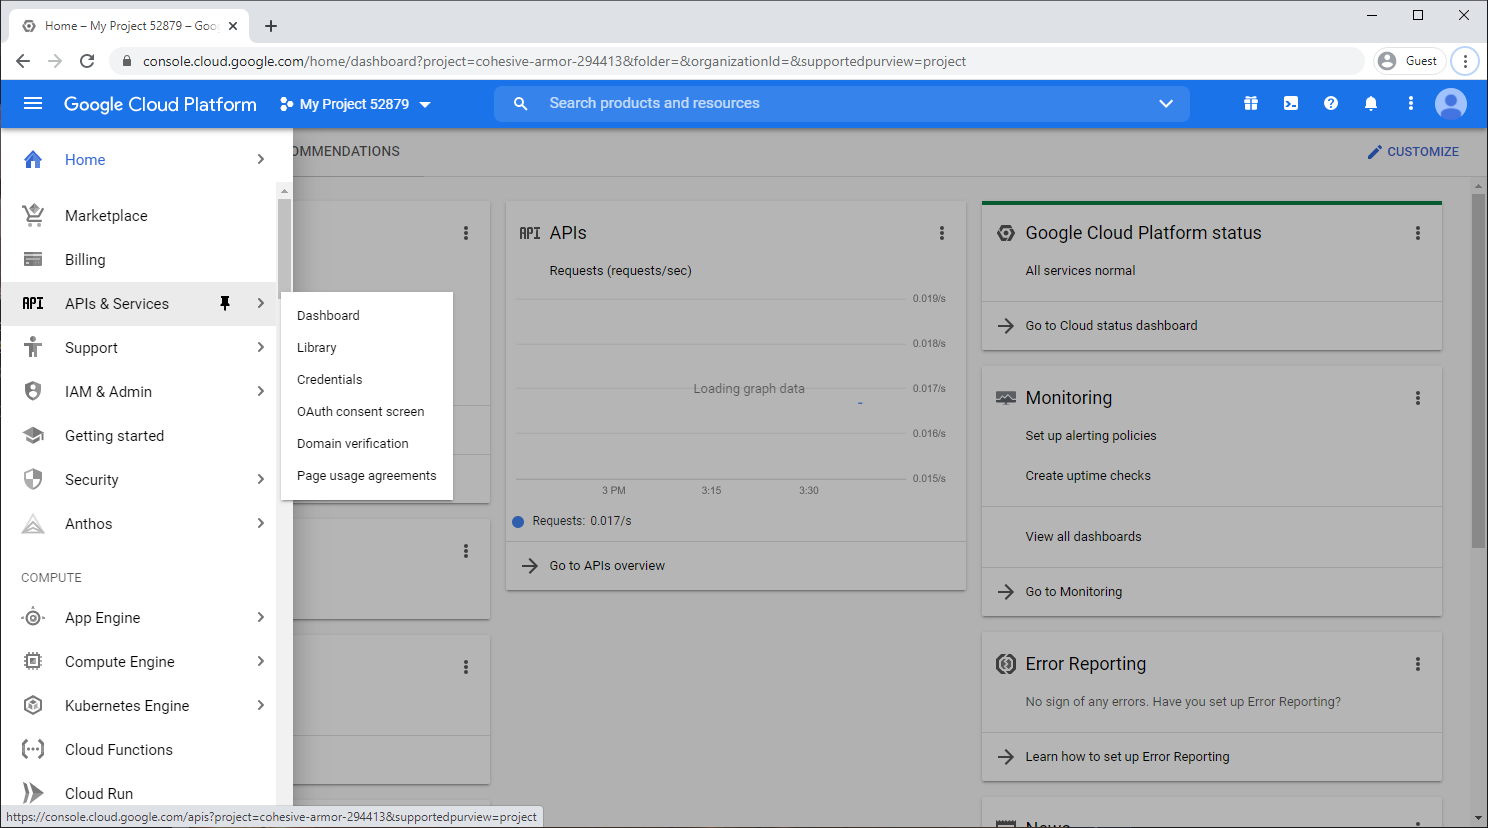 Home – My Project 52879 – Goo
console.cloud.google.com/home/dashboard?project=cohesive-armor-294413&folder=&organizationId=&supportedpurview=project
Guest
Google Cloud Platform
My Project 52879
Search products and resources
Home
OMMENDATIONS
CUSTOMIZE
Marketplace
Billing
API APIs & Services
Support
IAM & Admin
Getting started
Security
Anthos
COMPUTE
App Engine
Compute Engine
Kubernetes Engine
Cloud Functions
Cloud Run
Dashboard
Library
Credentials
OAuth consent screen
Domain verification
Page usage agreements
API APIs
Requests (requests/sec)
0.019/s
0.018/s
Loading graph data
0.017/s
0.016/s
0.015/s
3 PM 3:15 3:30
Requests: 0.017/s
Go to APIs overview
Google Cloud Platform status
All services normal
Go to Cloud status dashboard
Monitoring
Set up alerting policies
Create uptime checks
View all dashboards
Go to Monitoring
Error Reporting
No sign of any errors. Have you set up Error Reporting?
Learn how to set up Error Reporting
News
https://console.cloud.google.com/apis?project=cohesive-armor-294413&supportedpurview=project